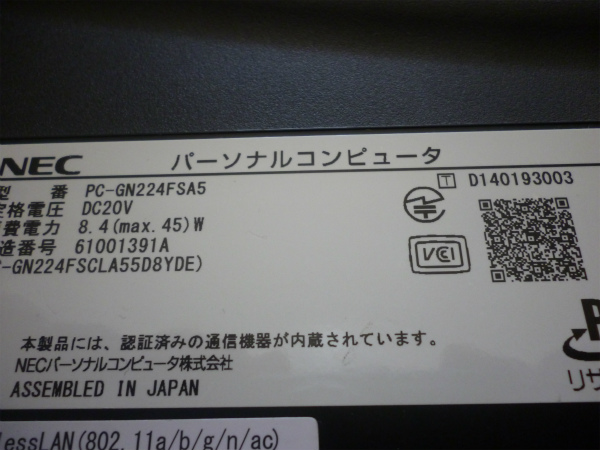 NEC パーソナルコンピュータ
型 番 PC-GN224FSA5
定格電圧 DC20V
費電力 8.4(max.45)W
造番号 61001391A
C-GN224FSCLA55D8YDE)
T D140193003
VCI
本製品には、認証済みの通信機器が内蔵されています。
NECパーソナルコンピュータ株式会社
ASSEMBLED IN JAPAN
リサ
lessLAN(802.11a/b/g/n/ac)